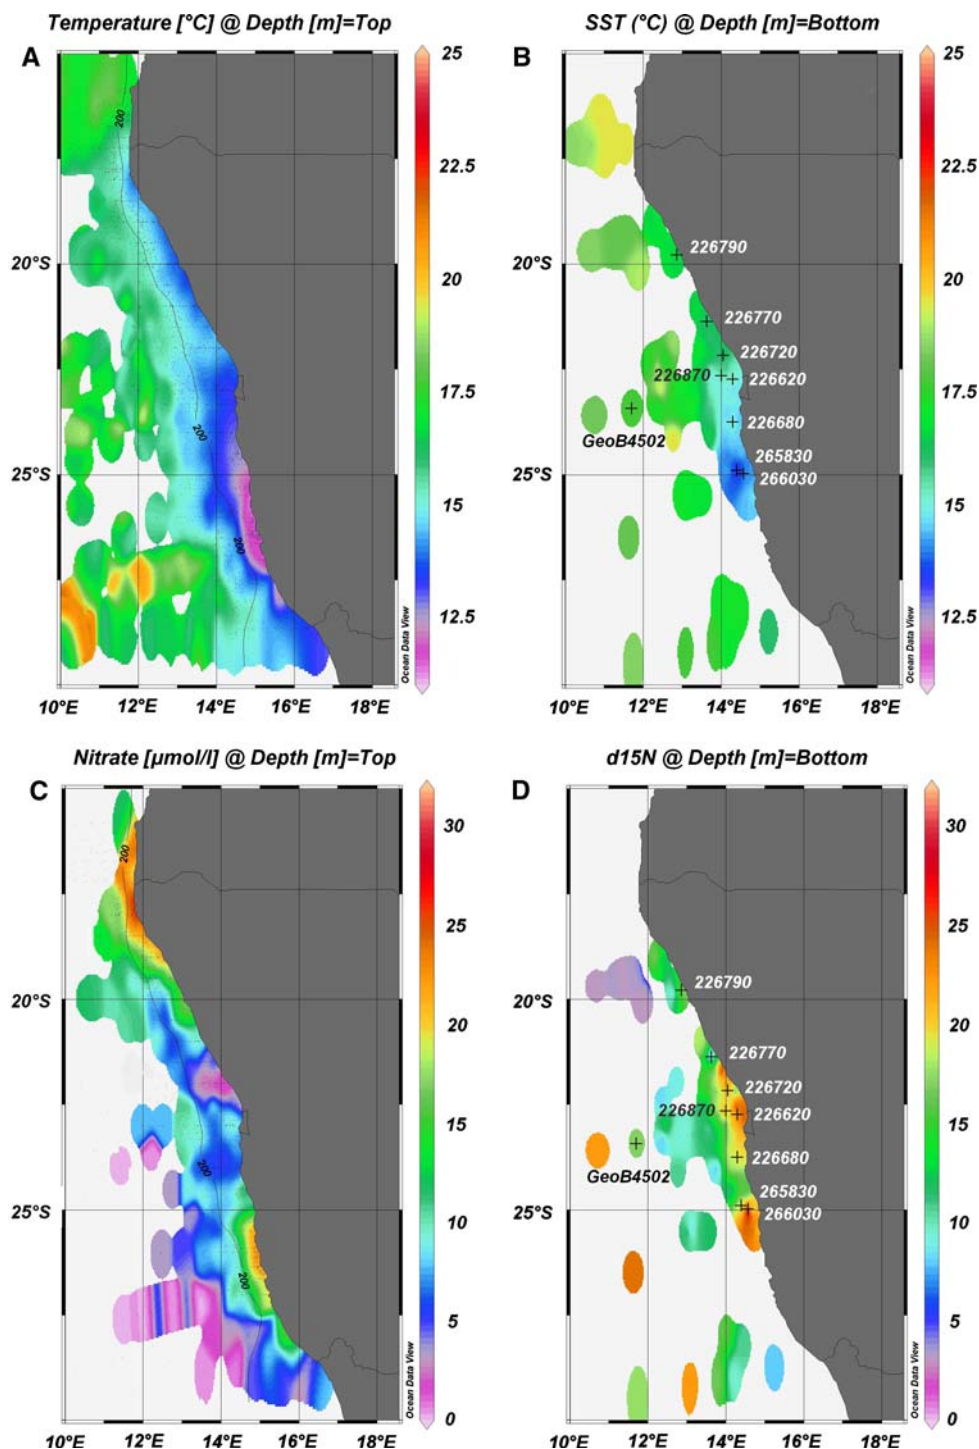 Temperature [°C] @ Depth [m]=Top
SST (°C) @ Depth [m]=Bottom
A
B
200
200
200
20°S
25°S
10°E 12°E 14°E 16°E 18°E
25
22.5
20
17.5
15
12.5
Ocean Data View
226790
226770
226720
226870
226620
226680
GeoB4502
265830
266030
20°S
25°S
10°E 12°E 14°E 16°E 18°E
25
22.5
20
17.5
15
12.5
Ocean Data View
Nitrate [µmol/l] @ Depth [m]=Top
d15N @ Depth [m]=Bottom
C
D
200
200
200
20°S
25°S
10°E 12°E 14°E 16°E 18°E
30
25
20
15
10
5
0
Ocean Data View
226790
226770
226720
226870
226620
226680
GeoB4502
265830
266030
20°S
25°S
10°E 12°E 14°E 16°E 18°E
30
25
20
15
10
5
0
Ocean Data View